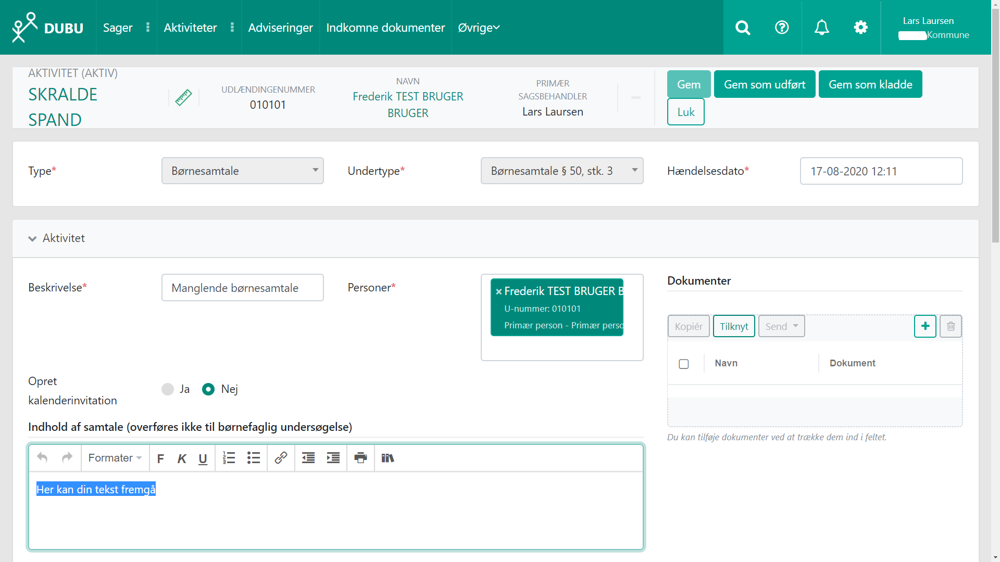 DUBU
Sager
Aktiviteter
Adviseringer
Indkomne dokumenter
Øvrige
Lars Laursen
Kommune
AKTIVITET (AKTIV)
SKRALDE
SPAND
UDLÆNDINGENUMMER
010101
NAVN
Frederik TEST BRUGER
BRUGER
PRIMÆR
SAGSBEHANDLER
Lars Laursen
Gem
Gem som udført
Gem som kladde
Luk
Type*
Børnesamtale
Undertype*
Børnesamtale § 50, stk. 3
Hændelsesdato*
17-08-2020 12:11
Aktivitet
Beskrivelse*
Manglende børnesamtale
Personer*
× Frederik TEST BRUGER B
U-nummer: 010101
Primær person - Primær perso
Dokumenter
Kopiér
Tilknyt
Send
Navn
Dokument
Du kan tilføje dokumenter ved at trække dem ind i feltet.
Opret
kalenderinvitation
Ja
Nej
Indhold af samtale (overføres ikke til børnefaglig undersøgelse)
Formater
F
K
U
Her kan din tekst fremgå